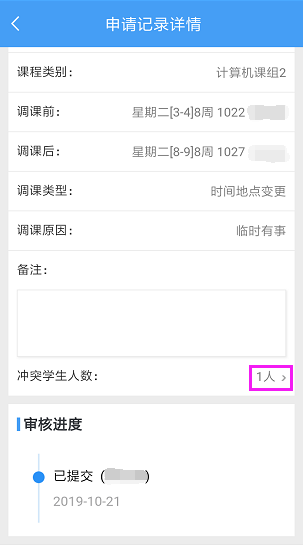 申请记录详情
课程类别： 计算机课组2
调课前： 星期二[3-4]8周 1022
调课后： 星期二[8-9]8周 1027
调课类型： 时间地点变更
调课原因： 临时有事
备注：
冲突学生人数： 1人 >
审核进度
已提交 ( )
2019-10-21